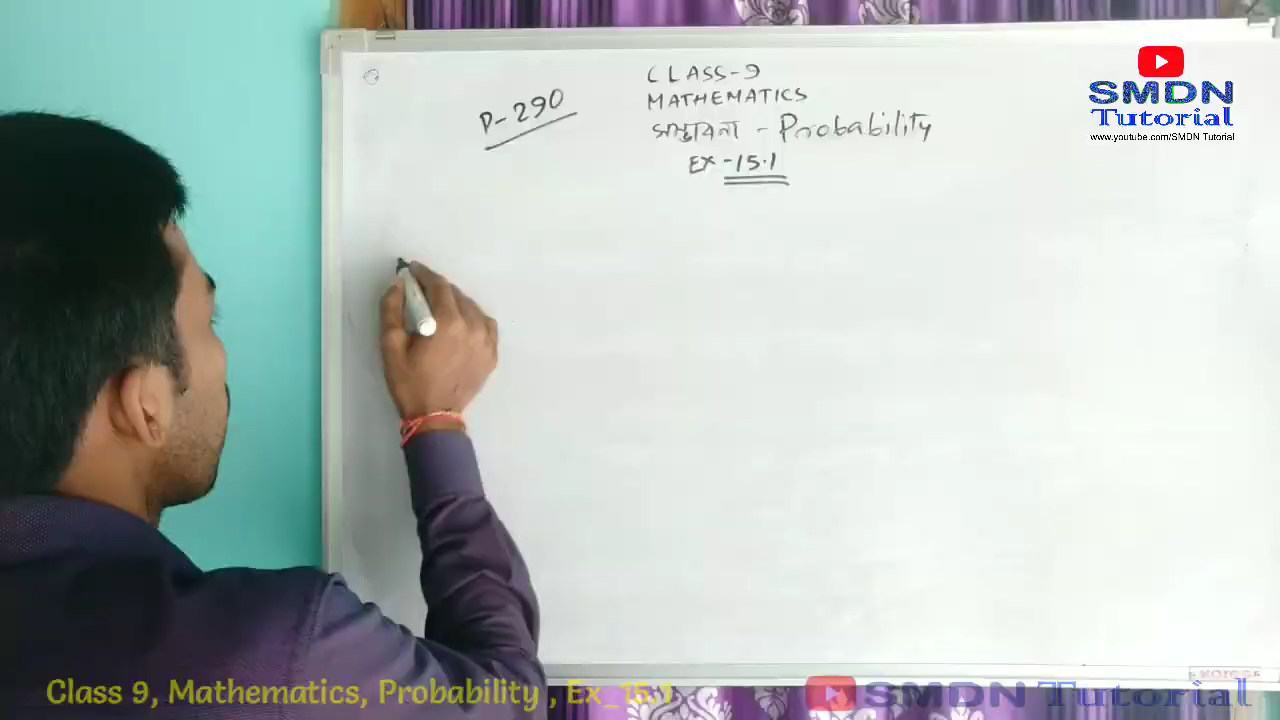 CLASS-9
P-290
MATHEMATICS
সম্ভাবনা - Probability
EX -15.1
SMDN
Tutorial
www.youtube.com/SMDN Tutorial
Class 9, Mathematics, Probability , Ex_15.1
SMDN Tutorial